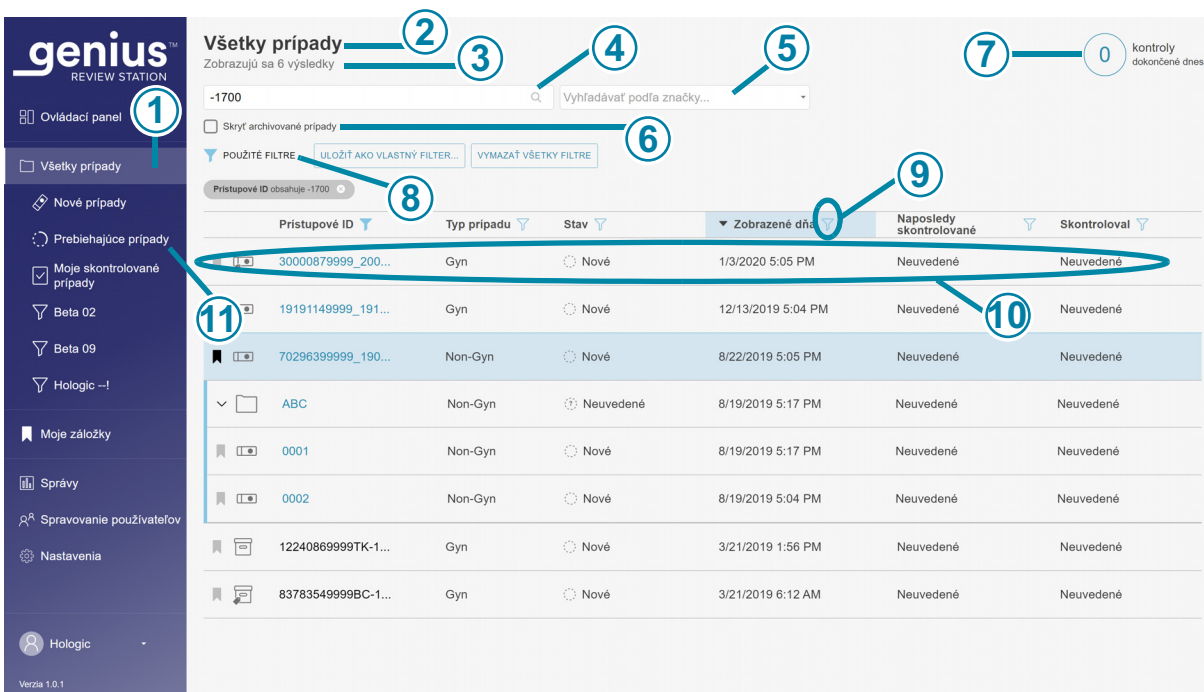 genius™
REVIEW STATION
Ovládací panel
1
Všetky prípady
Nové prípady
Prebiehajúce prípady
Moje skontrolované
prípady
11
Beta 02
Beta 09
Hologic --!
Moje záložky
Správy
Spravovanie používateľov
Nastavenia
Hologic
Verzia 1.0.1
Všetky prípady
2
Zobrazujú sa 6 výsledky
3
4
5
7
0
kontroly
dokončené dnes
-1700
Vyhľadávať podľa značky...
Skryť archivované prípady
6
POUŽITÉ FILTRE
ULOŽIŤ AKO VLASTNÝ FILTER...
VYMAZAŤ VŠETKY FILTRE
8
9
Prístupové ID obsahuje -1700
Prístupové ID Typ prípadu Stav Zobrazené dňa Naposledy skontrolované Skontroloval
30000879999_200... Gyn Nové 1/3/2020 5:05 PM Neuvedené Neuvedené
10
19191149999_191... Gyn Nové 12/13/2019 5:04 PM Neuvedené Neuvedené
70296399999_190... Non-Gyn Nové 8/22/2019 5:05 PM Neuvedené Neuvedené
ABC Non-Gyn Neuvedené 8/19/2019 5:17 PM Neuvedené Neuvedené
0001 Non-Gyn Nové 8/19/2019 5:17 PM Neuvedené Neuvedené
0002 Non-Gyn Nové 8/19/2019 5:04 PM Neuvedené Neuvedené
12240869999TK-1... Gyn Nové 3/21/2019 1:56 PM Neuvedené Neuvedené
83783549999BC-1... Gyn Nové 3/21/2019 6:12 AM Neuvedené Neuvedené